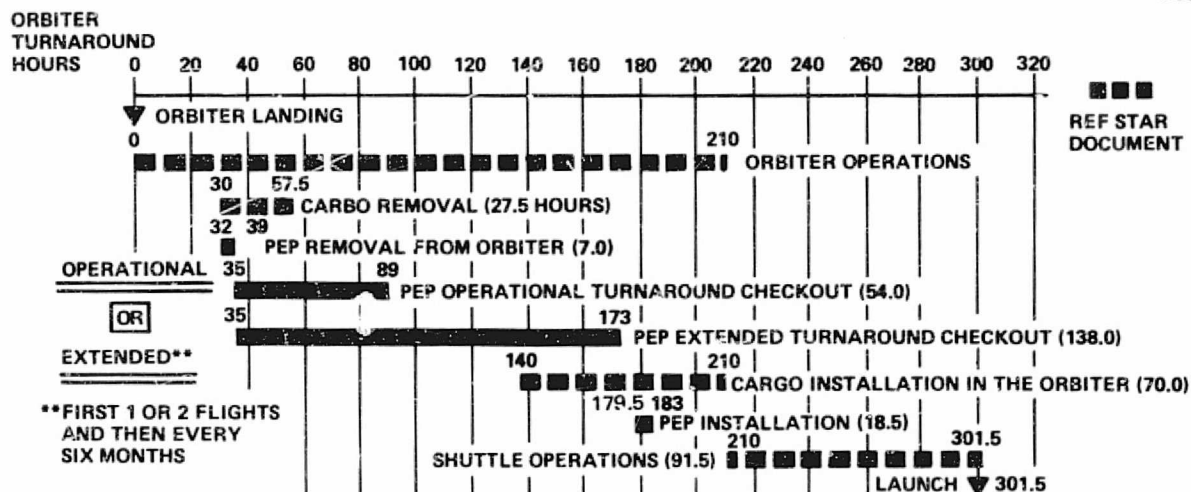 ORBITER
TURNAROUND
HOURS
0 20 40 60 80 100 120 140 160 180 200 220 240 260 280 300 320
ORBITER LANDING
REF STAR
DOCUMENT
0 210
ORBITER OPERATIONS
30 57.5
CARBO REMOVAL (27.5 HOURS)
32 39
PEP REMOVAL FROM ORBITER (7.0)
OPERATIONAL 35 89
PEP OPERATIONAL TURNAROUND CHECKOUT (54.0)
OR 35 173
PEP EXTENDED TURNAROUND CHECKOUT (138.0)
EXTENDED** 140 210
CARGO INSTALLATION IN THE ORBITER (70.0)
**FIRST 1 OR 2 FLIGHTS
AND THEN EVERY
SIX MONTHS
179.5 183
PEP INSTALLATION (18.5)
210 301.5
SHUTTLE OPERATIONS (91.5)
LAUNCH 301.5